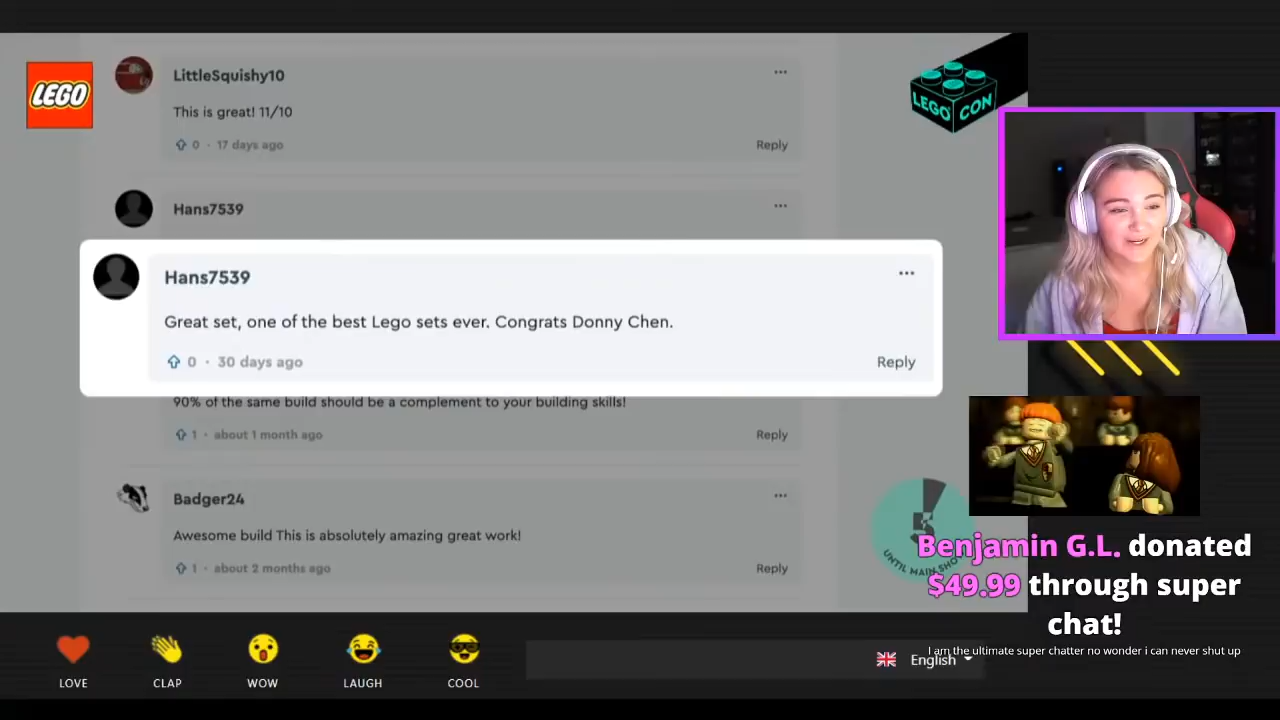 LEGO
LEGO CON
LittleSquishy10
This is great! 11/10
0 · 17 days ago
Reply
Hans7539
Hans7539
Great set, one of the best Lego sets ever. Congrats Donny Chen.
0 · 30 days ago
Reply
90% of the same build should be a complement to your building skills!
1 · about 1 month ago
Reply
Badger24
Awesome build This is absolutely amazing great work!
1 · about 2 months ago
Reply
5
UNTIL MAIN SHO
Benjamin G.L. donated
$49.99 through super
chat!
I am the ultimate super chatter no wonder i can never shut up
LOVE
CLAP
WOW
LAUGH
COOL
English